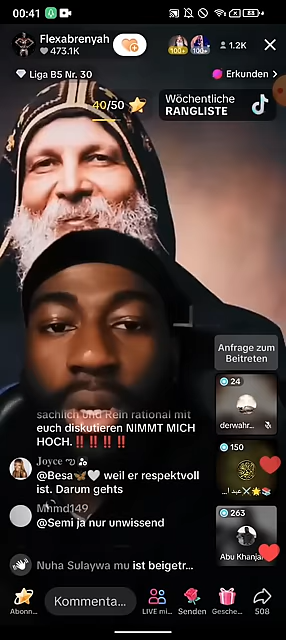 00:41
Flexabrenyah
473.1K
100+
100+
1.2K
Liga B5 Nr. 30
Erkunden >
40/50
Wöchentliche
RANGLISTE
Anfrage zum
Beitreten
24
derwahr...
sachlich und Rein rational mit
euch diskutieren NIMMT MICH
HOCH.‼️‼️‼️‼️
Joyce
@Besa🦋🤍 weil er respektvoll
ist. Darum gehts
150
Mhmd149
@Semi ja nur unwissend
263
Abu Khanja
Nuha Sulaywa mu ist beigetr...
Abonn...
Kommenta...
LIVE mi...
Senden
Gesche...
508